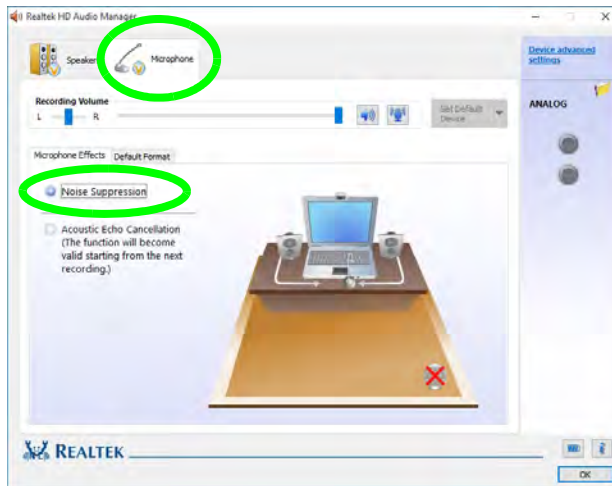 Realtek HD Audio Manager
Speaker
Microphone
Device advanced
settings
Recording Volume
L
R
Set Default
Device
ANALOG
Microphone Effects
Default Format
Noise Suppression
Acoustic Echo Cancellation
(The function will become
valid starting from the next
recording.)
REALTEK
OK